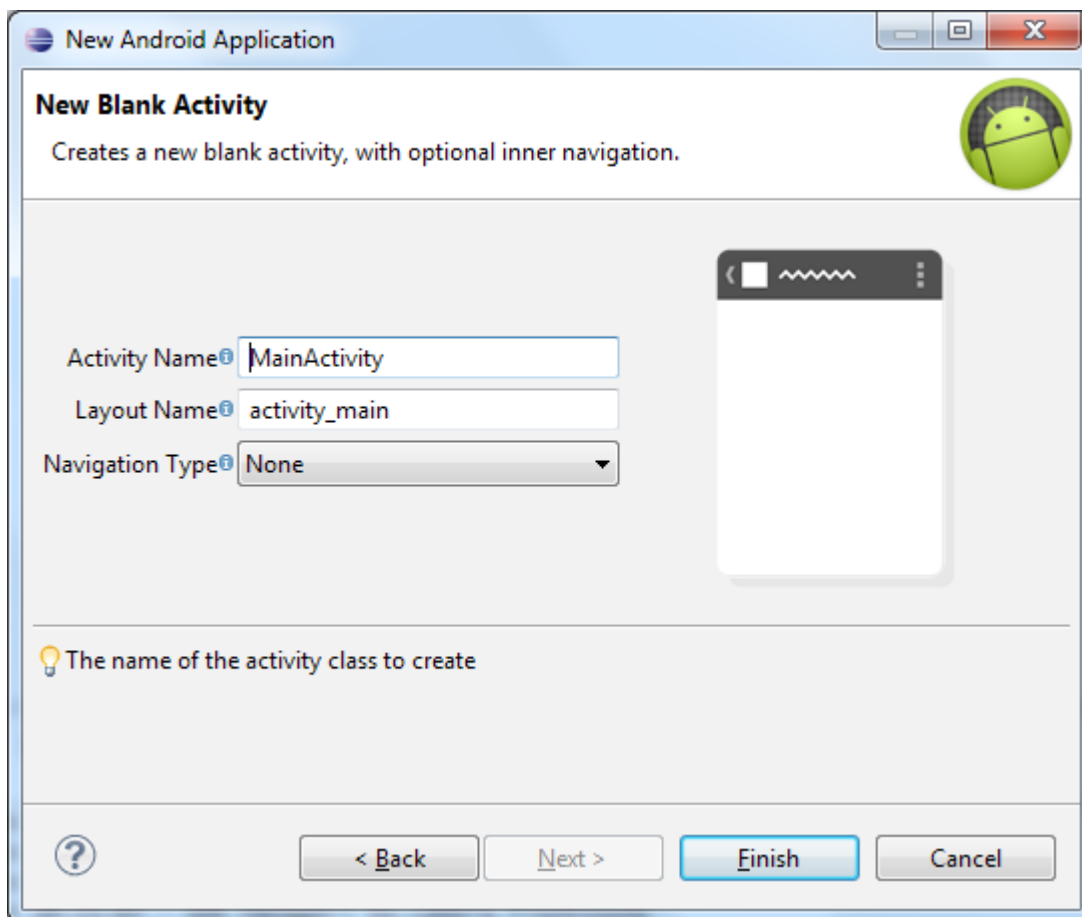 New Android Application
New Blank Activity
Creates a new blank activity, with optional inner navigation.
Activity Name MainActivity
Layout Name activity_main
Navigation Type None
The name of the activity class to create
< Back Next > Finish Cancel